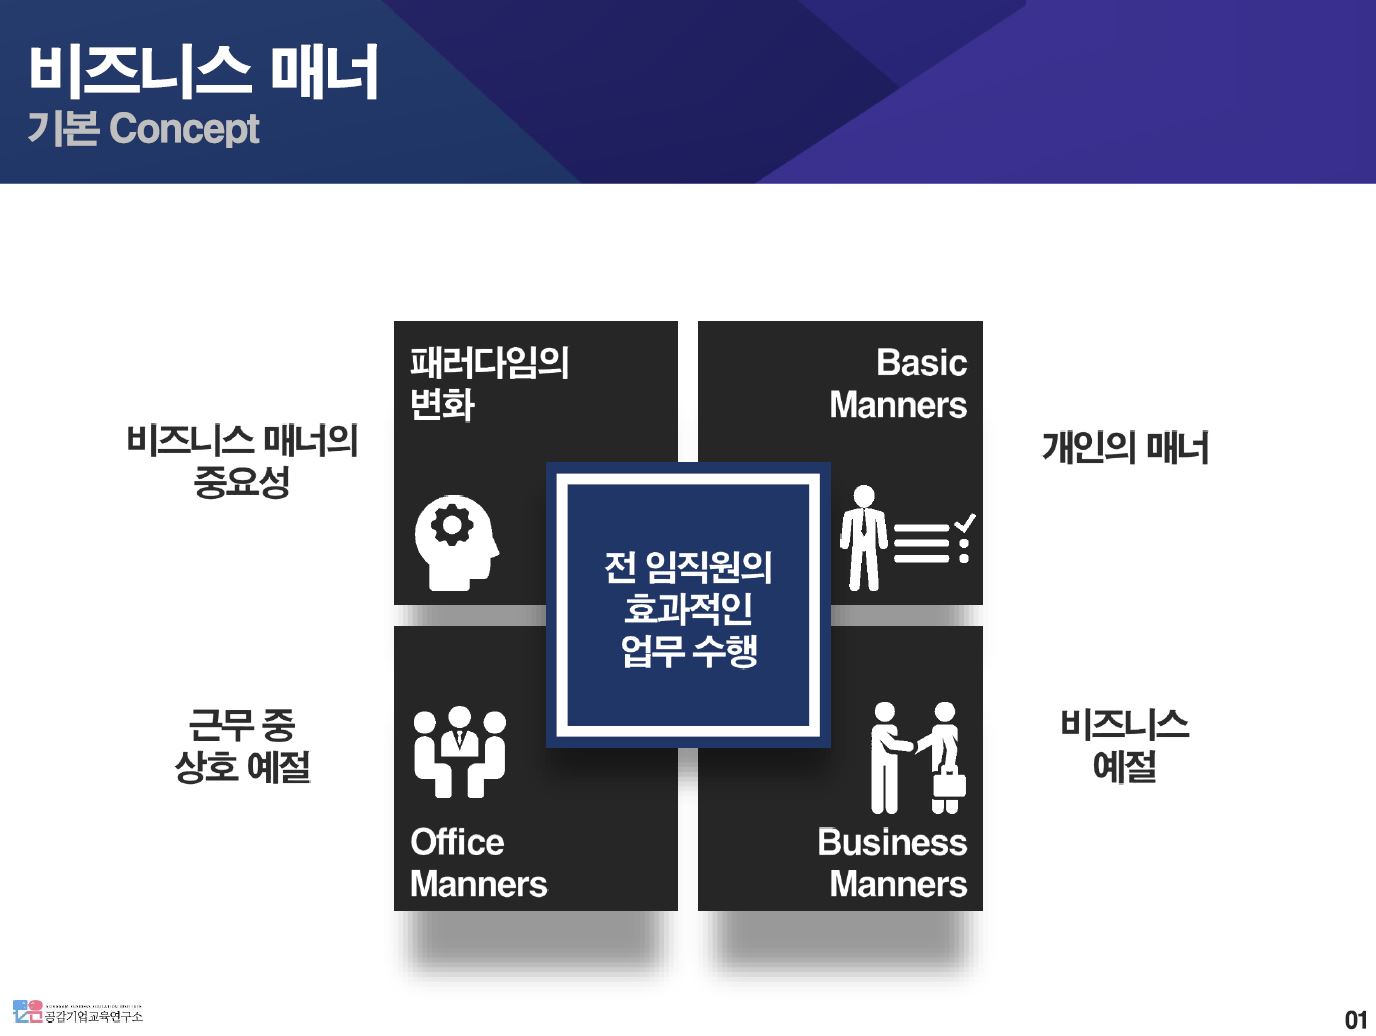 비즈니스 매너
기본 Concept
패러다임의
변화
Basic
Manners
비즈니스 매너의
중요성
개인의 매너
전 임직원의
효과적인
업무 수행
근무 중
상호 예절
비즈니스
예절
Office
Manners
Business
Manners
공감기업교육연구소
01